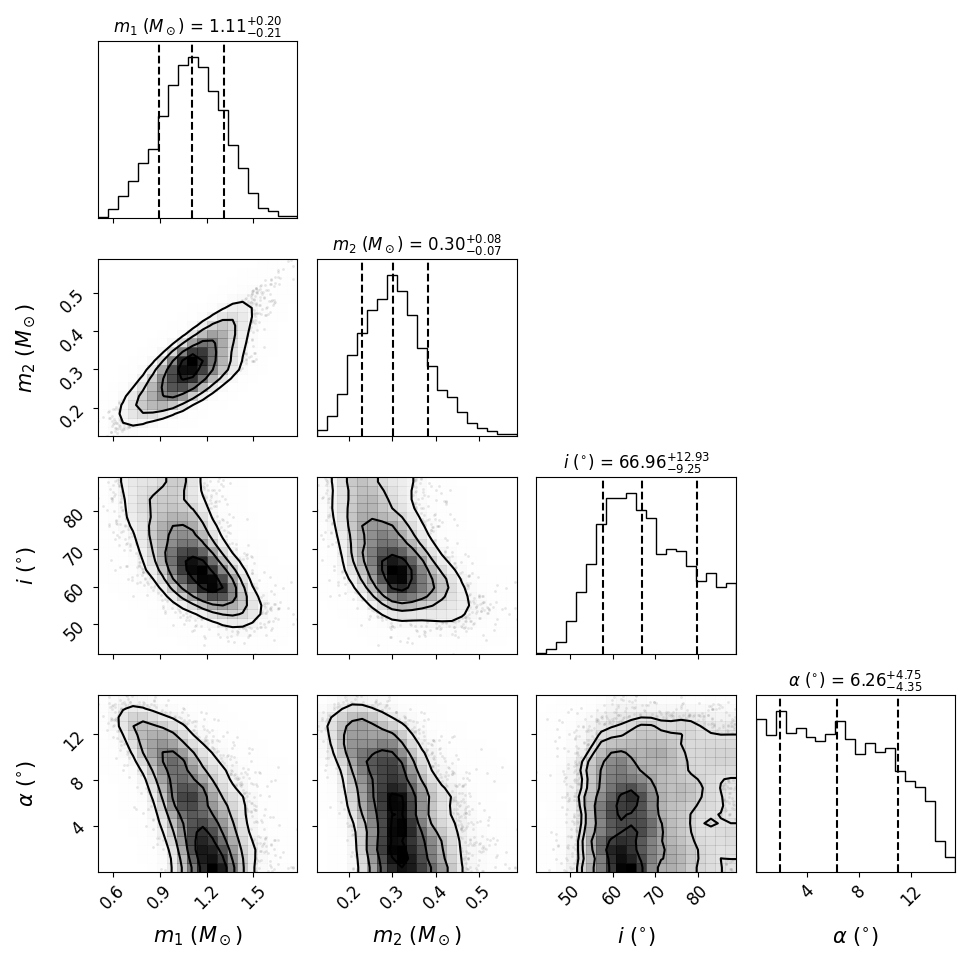 m₁ (M⊙) = 1.11+0.20−0.21
m₂ (M⊙) = 0.30+0.08−0.07
0.5
0.4
0.3
0.2
m₂ (M⊙)
i (°) = 66.96+12.93−9.25
80
70
60
50
i (°)
α (°) = 6.26+4.75−4.35
12
8
4
α (°)
0.6 0.9 1.2 1.5 0.2 0.3 0.4 0.5 50 60 70 80 4 8 12
m₁ (M⊙) m₂ (M⊙) i (°) α (°)